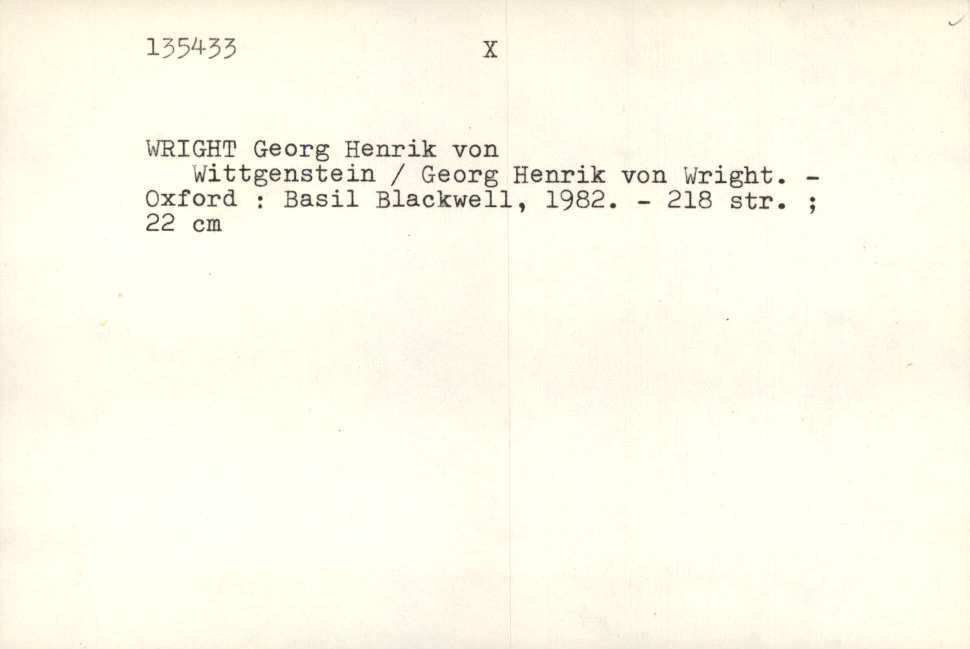 135433 X
WRIGHT Georg Henrik von
Wittgenstein / Georg Henrik von Wright. -
Oxford : Basil Blackwell, 1982. - 218 str. ;
22 cm